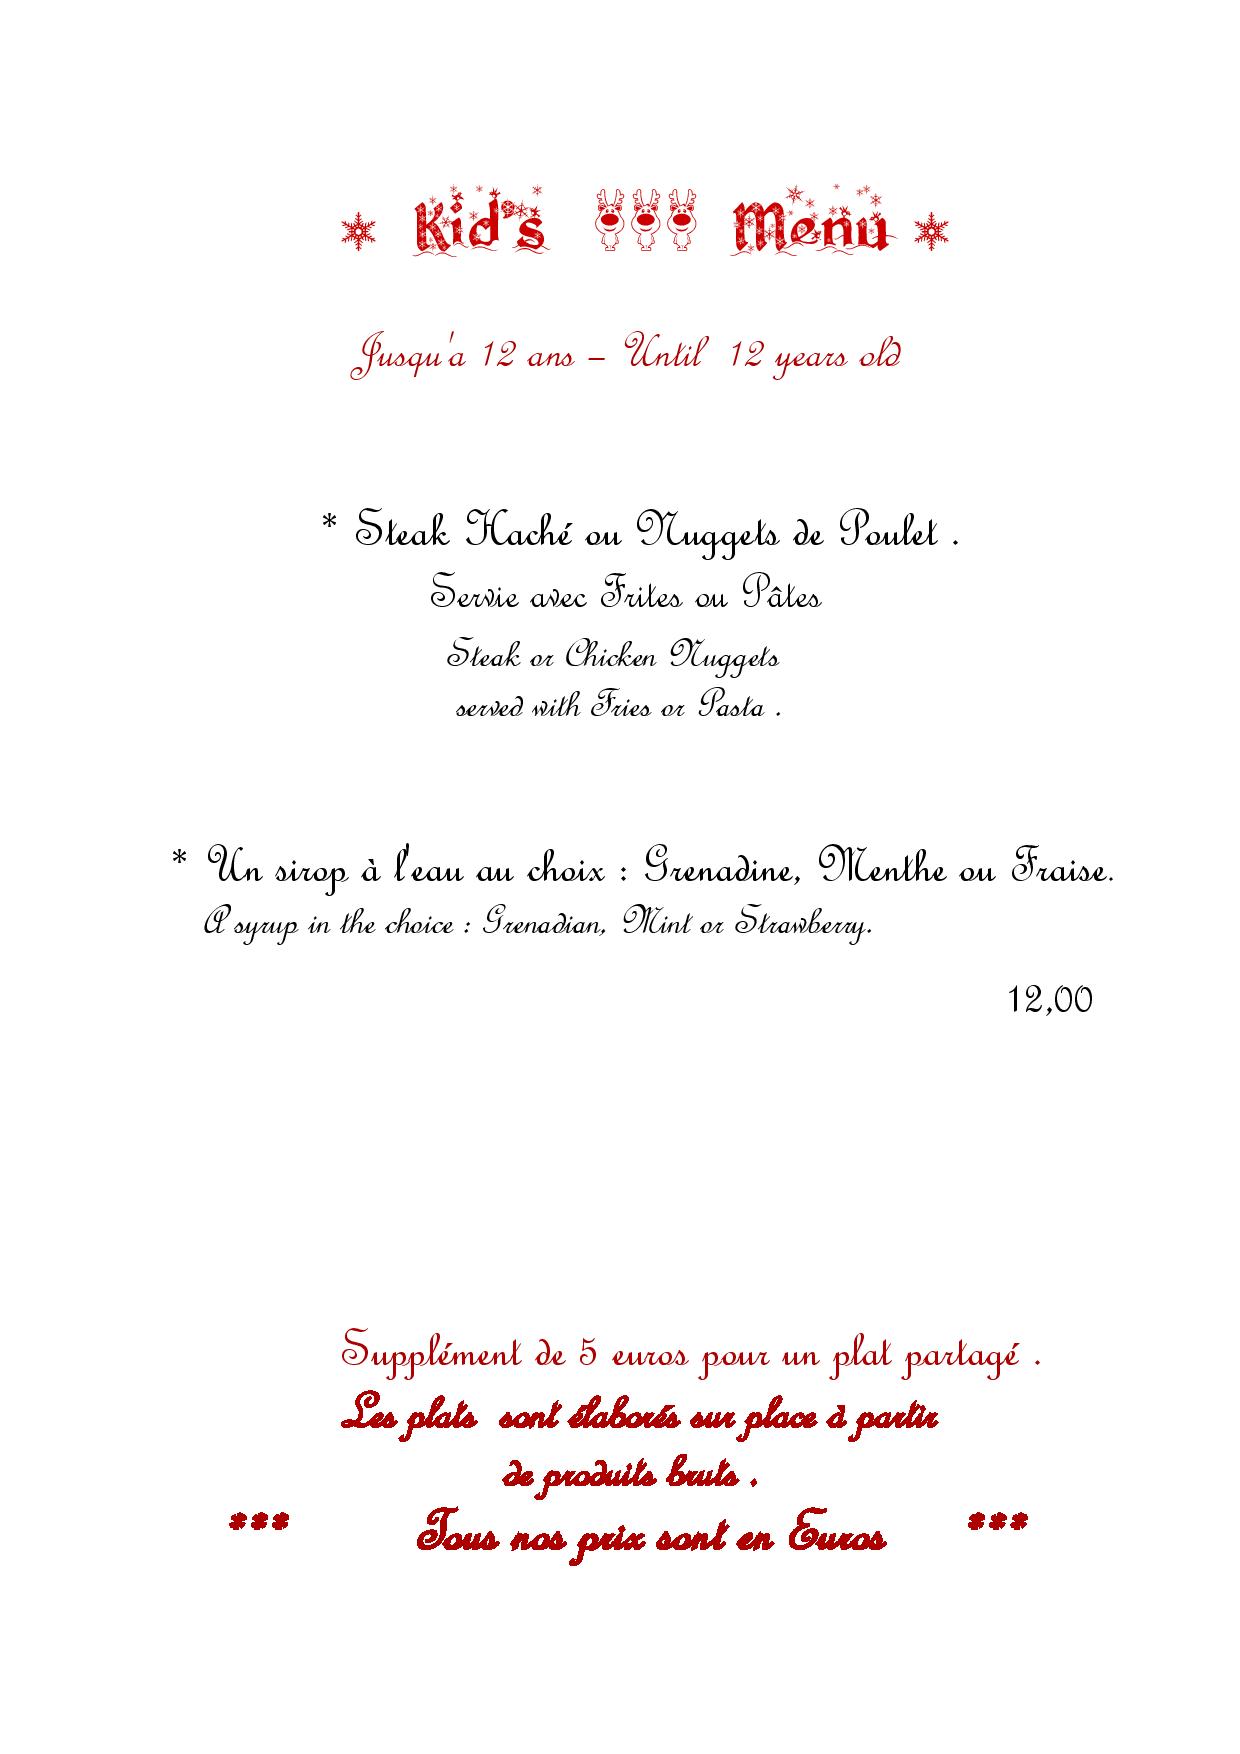 Kid's Menu
Jusqu'a 12 ans – Until 12 years old
* Steak Haché ou Nuggets de Poulet .
Servie avec Frites ou Pâtes
Steak or Chicken Nuggets
served with Fries or Pasta .
* Un sirop à l'eau au choix : Grenadine, Menthe ou Fraise.
A syrup in the choice : Grenadian, Mint or Strawberry.
12,00
Supplément de 5 euros pour un plat partagé .
Les plats sont élaborés sur place à partir
de produits bruts .
*** Tous nos prix sont en Euros ***